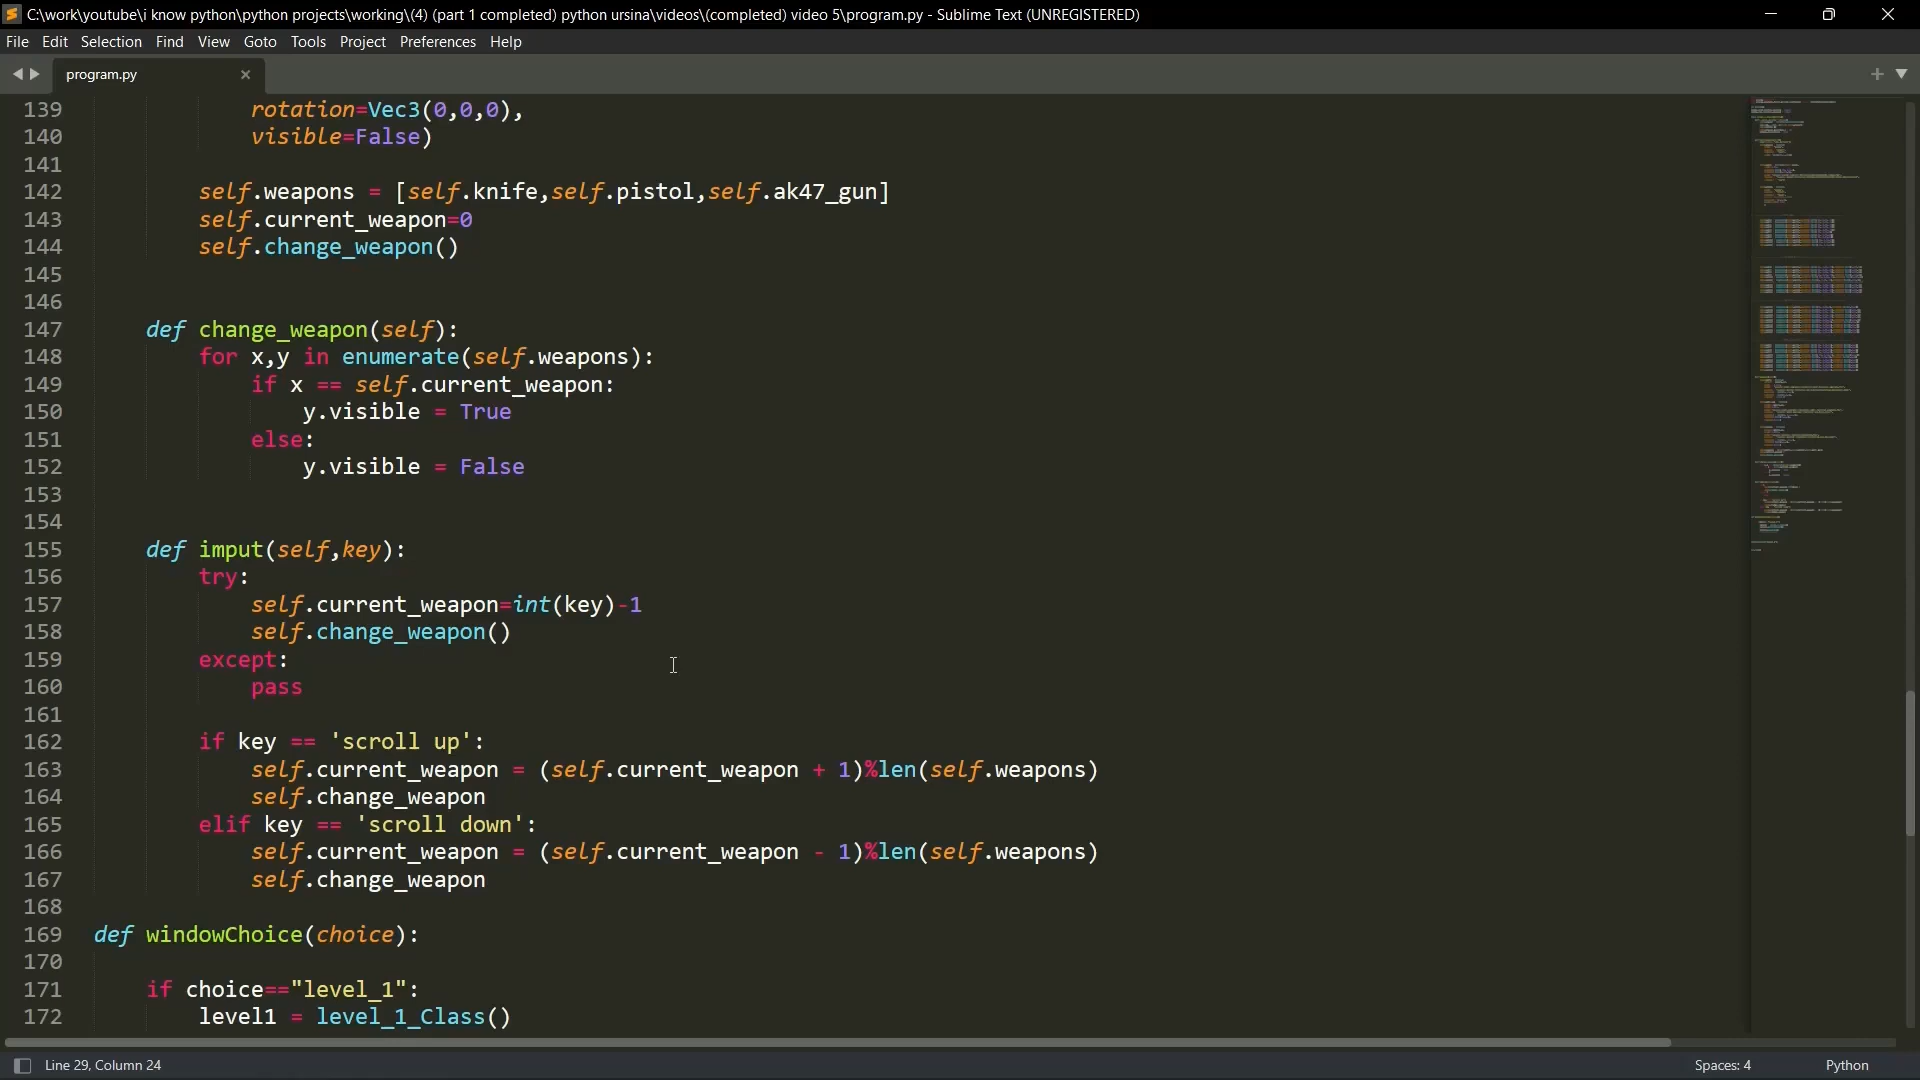 C:\work\youtube\i know python\python projects\working\(4) (part 1 completed) python ursina\videos\(completed) video 5\program.py - Sublime Text (UNREGISTERED)
File Edit Selection Find View Goto Tools Project Preferences Help
program.py
139 rotation=Vec3(0,0,0),
140 visible=False)
141
142 self.weapons = [self.knife,self.pistol,self.ak47_gun]
143 self.current_weapon=0
144 self.change_weapon()
145
146
147 def change_weapon(self):
148 for x,y in enumerate(self.weapons):
149 if x == self.current_weapon:
150 y.visible = True
151 else:
152 y.visible = False
153
154
155 def imput(self,key):
156 try:
157 self.current_weapon=int(key)-1
158 self.change_weapon()
159 except:
160 pass
161
162 if key == 'scroll up':
163 self.current_weapon = (self.current_weapon + 1)%len(self.weapons)
164 self.change_weapon
165 elif key == 'scroll down':
166 self.current_weapon = (self.current_weapon - 1)%len(self.weapons)
167 self.change_weapon
168
169 def windowChoice(choice):
170
171 if choice=="level_1":
172 level1 = level_1_Class()
Line 29, Column 24
Spaces: 4
Python